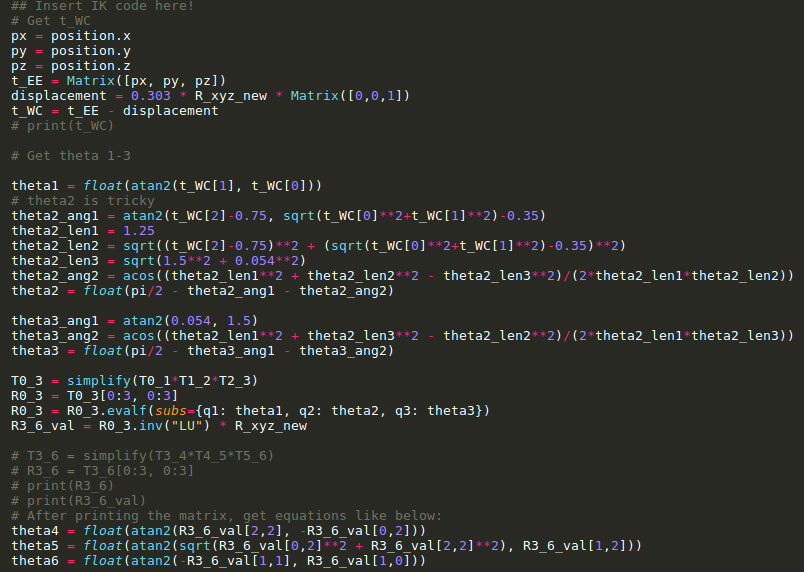 ## Insert IK code here!
# Get t_WC
px = position.x
py = position.y
pz = position.z
t_EE = Matrix([px, py, pz])
displacement = 0.303 * R_xyz_new * Matrix([0,0,1])
t_WC = t_EE - displacement
# print(t_WC)
# Get theta 1-3
theta1 = float(atan2(t_WC[1], t_WC[0]))
# theta2 is tricky
theta2_ang1 = atan2(t_WC[2]-0.75, sqrt(t_WC[0]**2+t_WC[1]**2)-0.35)
theta2_len1 = 1.25
theta2_len2 = sqrt((t_WC[2]-0.75)**2 + (sqrt(t_WC[0]**2+t_WC[1]**2)-0.35)**2)
theta2_len3 = sqrt(1.5**2 + 0.054**2)
theta2_ang2 = acos((theta2_len1**2 + theta2_len2**2 - theta2_len3**2)/(2*theta2_len1*theta2_len2))
theta2 = float(pi/2 - theta2_ang1 - theta2_ang2)
theta3_ang1 = atan2(0.054, 1.5)
theta3_ang2 = acos((theta2_len1**2 + theta2_len3**2 - theta2_len2**2)/(2*theta2_len1*theta2_len3))
theta3 = float(pi/2 - theta3_ang1 - theta3_ang2)
T0_3 = simplify(T0_1*T1_2*T2_3)
R0_3 = T0_3[0:3, 0:3]
R0_3 = R0_3.evalf(subs={q1: theta1, q2: theta2, q3: theta3})
R3_6_val = R0_3.inv("LU") * R_xyz_new
# T3_6 = simplify(T3_4*T4_5*T5_6)
# R3_6 = T3_6[0:3, 0:3]
# print(R3_6)
# print(R3_6_val)
# After printing the matrix, get equations like below:
theta4 = float(atan2(R3_6_val[2,2], -R3_6_val[0,2]))
theta5 = float(atan2(sqrt(R3_6_val[0,2]**2 + R3_6_val[2,2]**2), R3_6_val[1,2]))
theta6 = float(atan2(-R3_6_val[1,1], R3_6_val[1,0]))